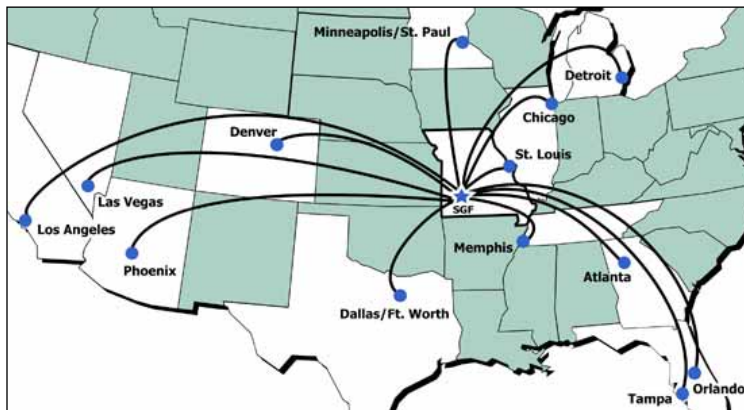 Minneapolis/St. Paul
Detroit
Chicago
Denver
St. Louis
Las Vegas
SGF
Los Angeles
Memphis
Phoenix
Atlanta
Dallas/Ft. Worth
Orlando
Tampa